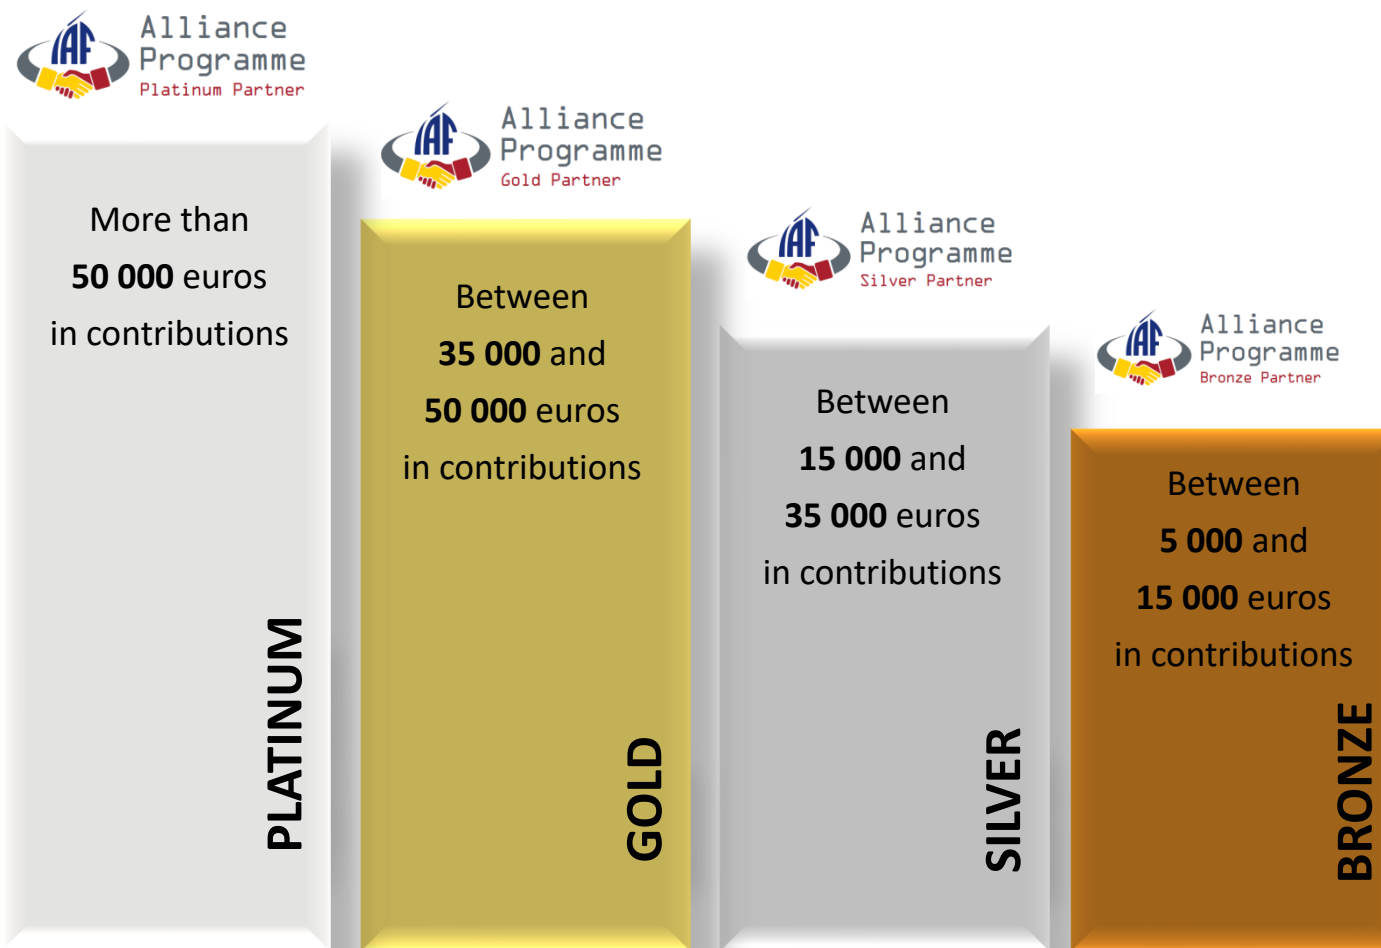 IAF
Alliance
Programme
Platinum Partner
More than
50 000 euros
in contributions
PLATINUM
IAF
Alliance
Programme
Gold Partner
Between
35 000 and
50 000 euros
in contributions
GOLD
IAF
Alliance
Programme
Silver Partner
Between
15 000 and
35 000 euros
in contributions
SILVER
IAF
Alliance
Programme
Bronze Partner
Between
5 000 and
15 000 euros
in contributions
BRONZE